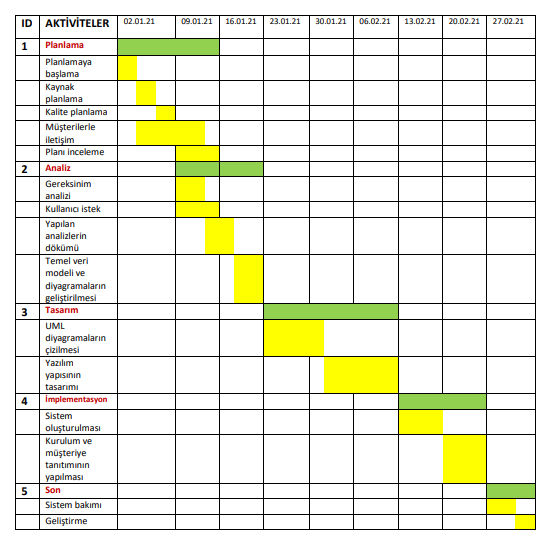 ID AKTİVİTELER 02.01.21 09.01.21 16.01.21 23.01.21 30.01.21 06.02.21 13.02.21 20.02.21 27.02.21
1 Planlama
Planlamaya
başlama
Kaynak
planlama
Kalite planlama
Müşterilerle
iletişim
Planı inceleme
2 Analiz
Gereksinim
analizi
Kullanıcı istek
Yapılan
analizlerin
dökümü
Temel veri
modeli ve
diyagramaların
geliştirilmesi
3 Tasarım
UML
diyagramaların
çizilmesi
Yazılım
yapısının
tasarımı
4 İmplementasyon
Sistem
oluşturulması
Kurulum ve
müşteriye
tanıtımının
yapılması
5 Son
Sistem bakımı
Geliştirme